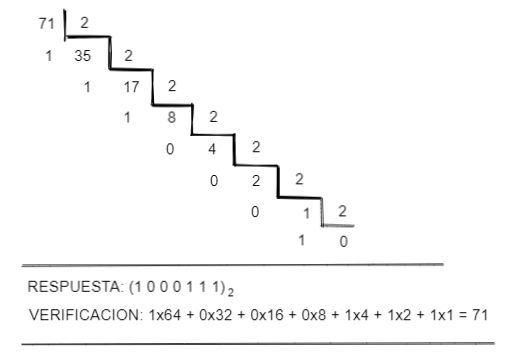 71 2
1 35 2
1 17 2
1 8 2
0 4 2
0 2 2
0 1 2
1 0
RESPUESTA: (1 0 0 0 1 1 1)₂
VERIFICACION: 1x64 + 0x32 + 0x16 + 0x8 + 1x4 + 1x2 + 1x1 = 71